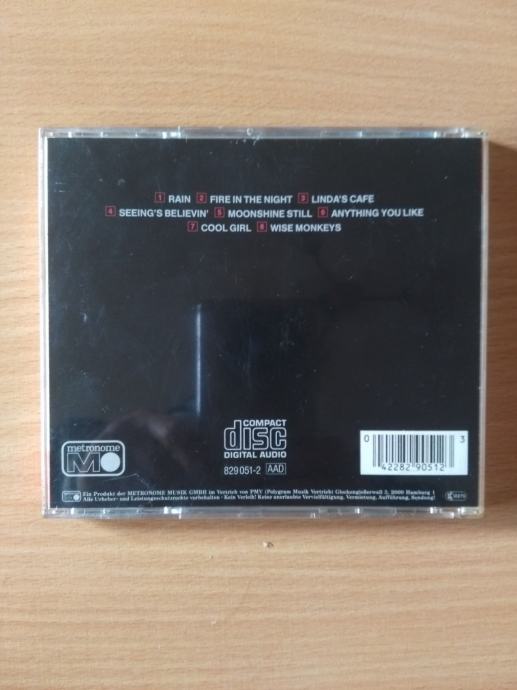 1 RAIN 2 FIRE IN THE NIGHT 3 LINDA'S CAFE
4 SEEING'S BELIEVIN' 5 MOONSHINE STILL 6 ANYTHING YOU LIKE
7 COOL GIRL 8 WISE MONKEYS
metronome
COMPACT
disc
DIGITAL AUDIO
829 051-2 AAD
0 42282 90512 3
Ein Produkt der METRONOME MUSIK GMBH im Vertrieb von PMV (Polygram Musik Vertrieb) Glockengießerwall 3, 2000 Hamburg 1
Alle Urheber- und Leistungsschutzrechte vorbehalten · Kein Verleih! Keine unerlaubte Vervielfältigung, Vermietung, Aufführung, Sendung!